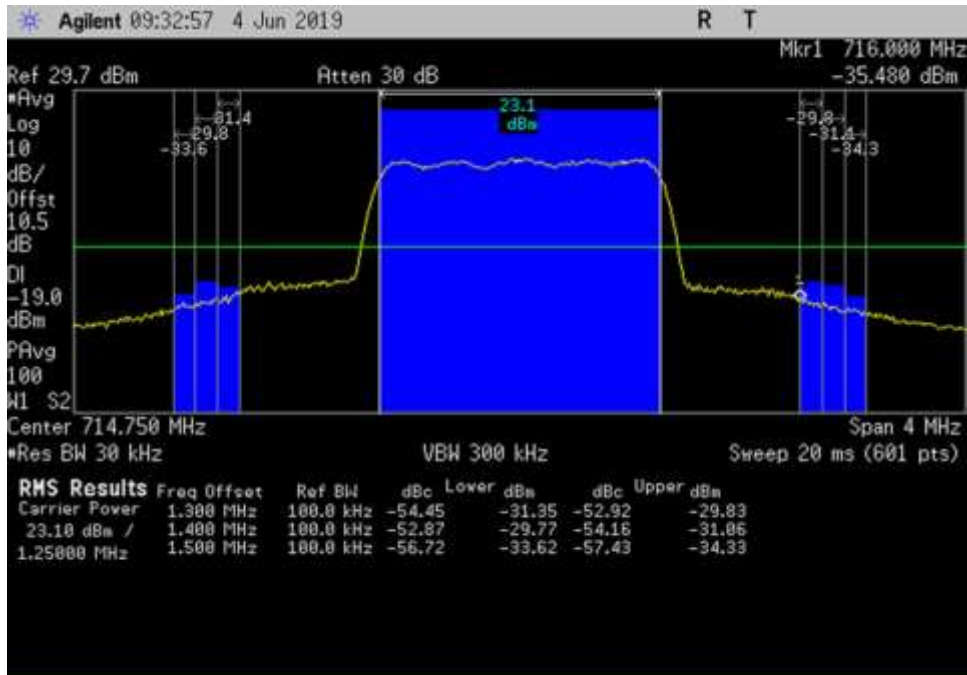 Agilent 09:32:57 4 Jun 2019 R T
Mkr1 716.000 MHz
Ref 29.7 dBm Atten 30 dB -35.480 dBm
*Avg
Log
10
dB/
Offst
10.5
dB
DI
-19.0
dBm
PAvg
100
W1 S2
23.1
dBm
-31.4
-29.8
-33.6
-29.8
-31.1
-34.3
Center 714.750 MHz Span 4 MHz
*Res BW 30 kHz VBW 300 kHz Sweep 20 ms (601 pts)
RMS Results Freq Offset Ref BW dBc Lower dBm dBc Upper dBm
Carrier Power 1.300 MHz 100.0 kHz -54.45 -31.35 -52.92 -29.83
23.10 dBm / 1.400 MHz 100.0 kHz -52.87 -29.77 -54.16 -31.06
1.25000 MHz 1.500 MHz 100.0 kHz -56.72 -33.62 -57.43 -34.33